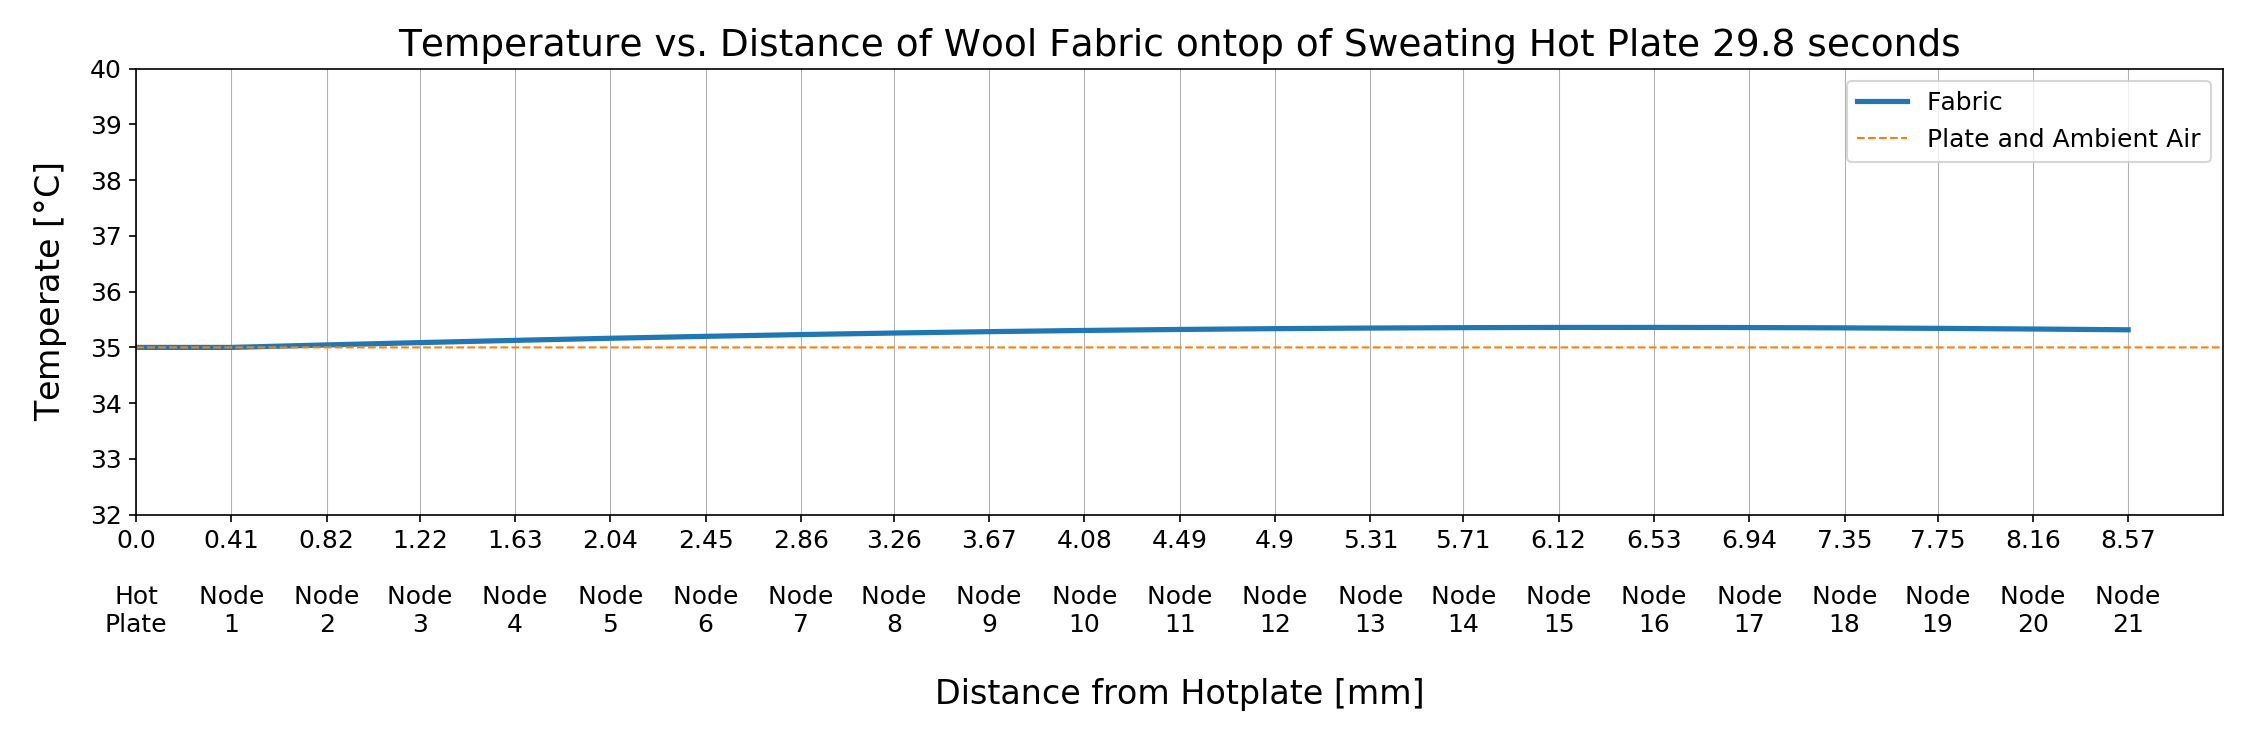 Temperature vs. Distance of Wool Fabric ontop of Sweating Hot Plate 29.8 seconds
Temperate [°C]
40
39
38
37
36
35
34
33
32
Fabric
Plate and Ambient Air
0.0 0.41 0.82 1.22 1.63 2.04 2.45 2.86 3.26 3.67 4.08 4.49 4.9 5.31 5.71 6.12 6.53 6.94 7.35 7.75 8.16 8.57
Hot Node Node Node Node Node Node Node Node Node Node Node Node Node Node Node Node Node Node Node Node Node
Plate 1 2 3 4 5 6 7 8 9 10 11 12 13 14 15 16 17 18 19 20 21
Distance from Hotplate [mm]